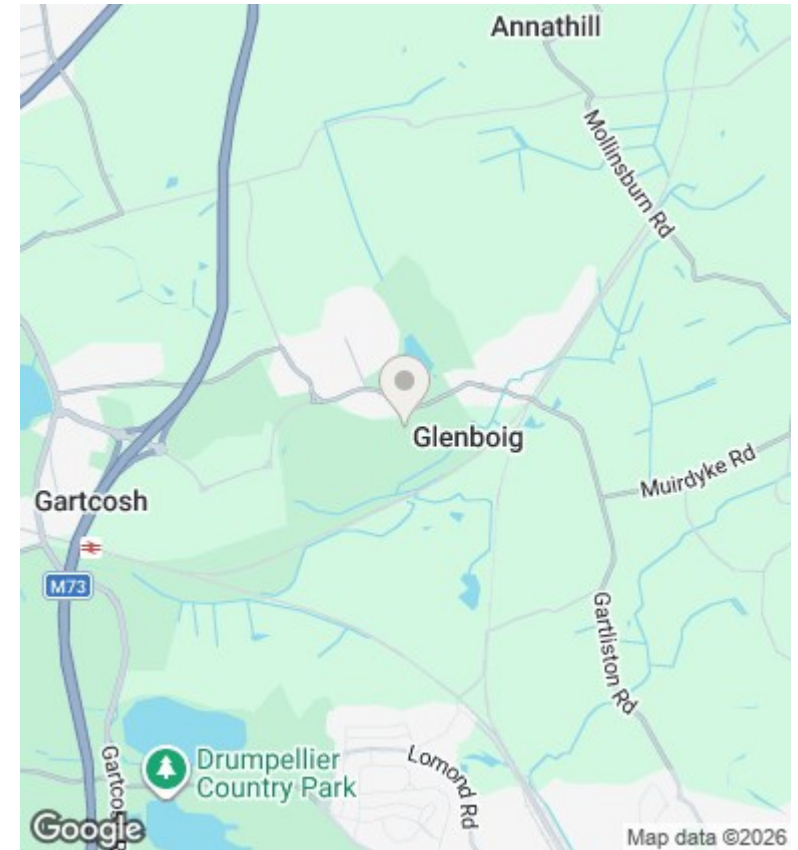 Annathill
Mollinsburn Rd
Glenboig
Muirdyke Rd
Gartcosh
M73
Gartliston Rd
Drumpellier
Country Park
Lomond Rd
Google
Map data ©2026